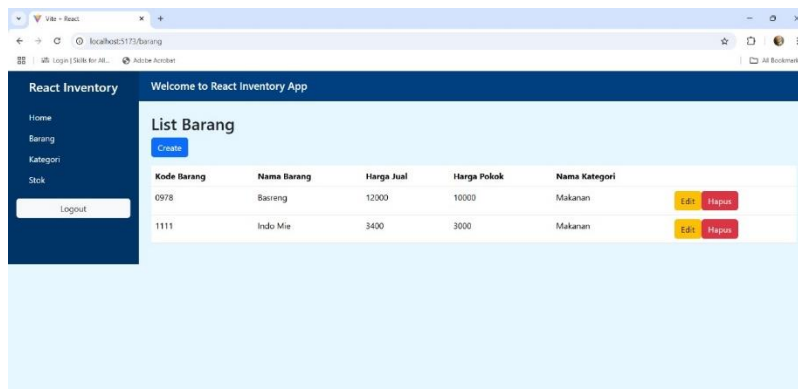 Vite + React
localhost:5173/barang
Login | Skills for All...
Adobe Acrobat
All Bookmark
React Inventory
Welcome to React Inventory App
Home
Barang
Kategori
Stok
Logout
List Barang
Create
Kode Barang Nama Barang Harga Jual Harga Pokok Nama Kategori
0978 Basreng 12000 10000 Makanan Edit Hapus
1111 Indo Mie 3400 3000 Makanan Edit Hapus